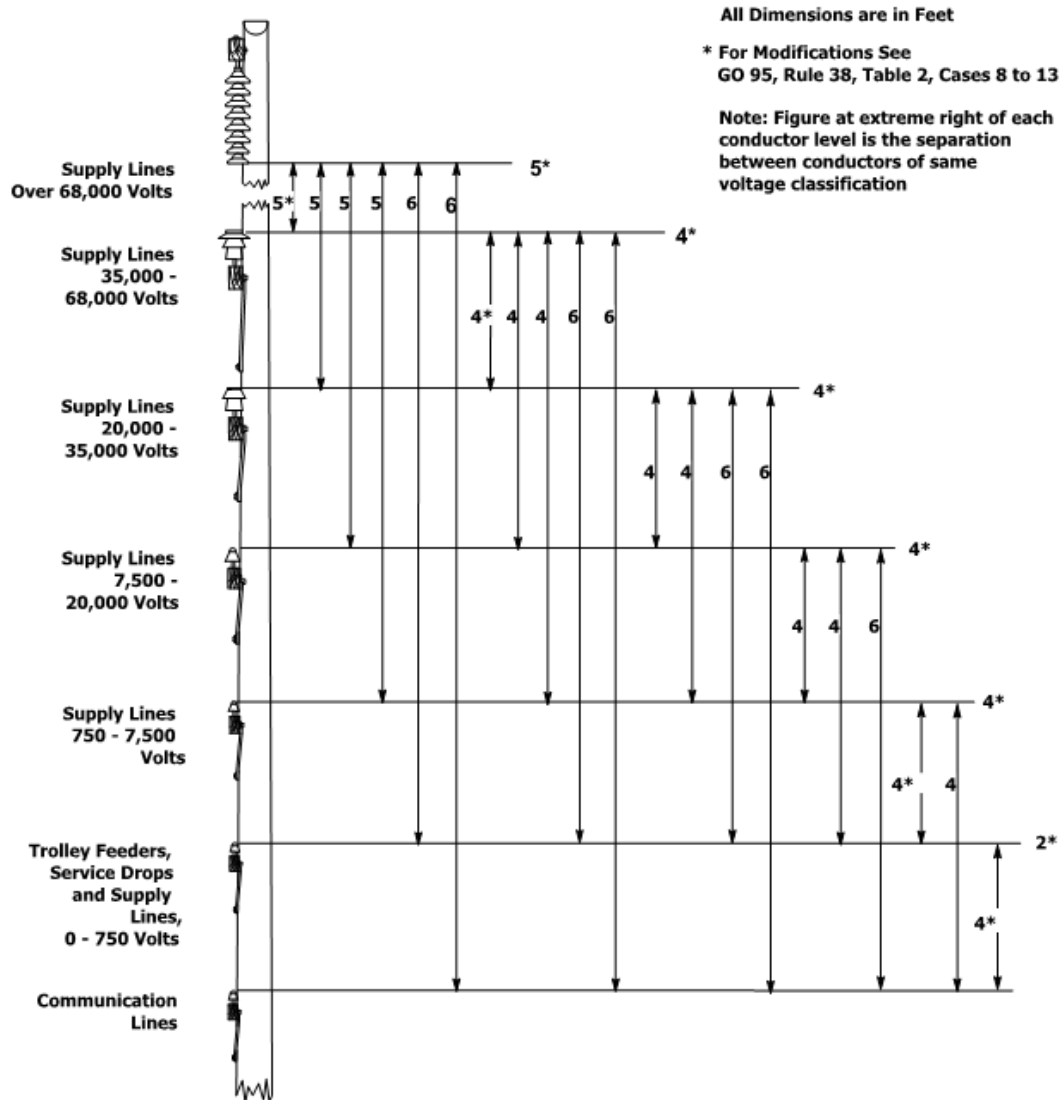 All Dimensions are in Feet
* For Modifications See
GO 95, Rule 38, Table 2, Cases 8 to 13
Note: Figure at extreme right of each
conductor level is the separation
between conductors of same
voltage classification
Supply Lines
Over 68,000 Volts
5*
5* 5 5 5 6 6
Supply Lines
35,000 -
68,000 Volts
4*
4* 4 4 6 6
Supply Lines
20,000 -
35,000 Volts
4*
4 4 6 6
Supply Lines
7,500 -
20,000 Volts
4*
4 4 6
Supply Lines
750 - 7,500
Volts
4*
4* 4
Trolley Feeders,
Service Drops
and Supply
Lines,
0 - 750 Volts
2*
4*
Communication
Lines